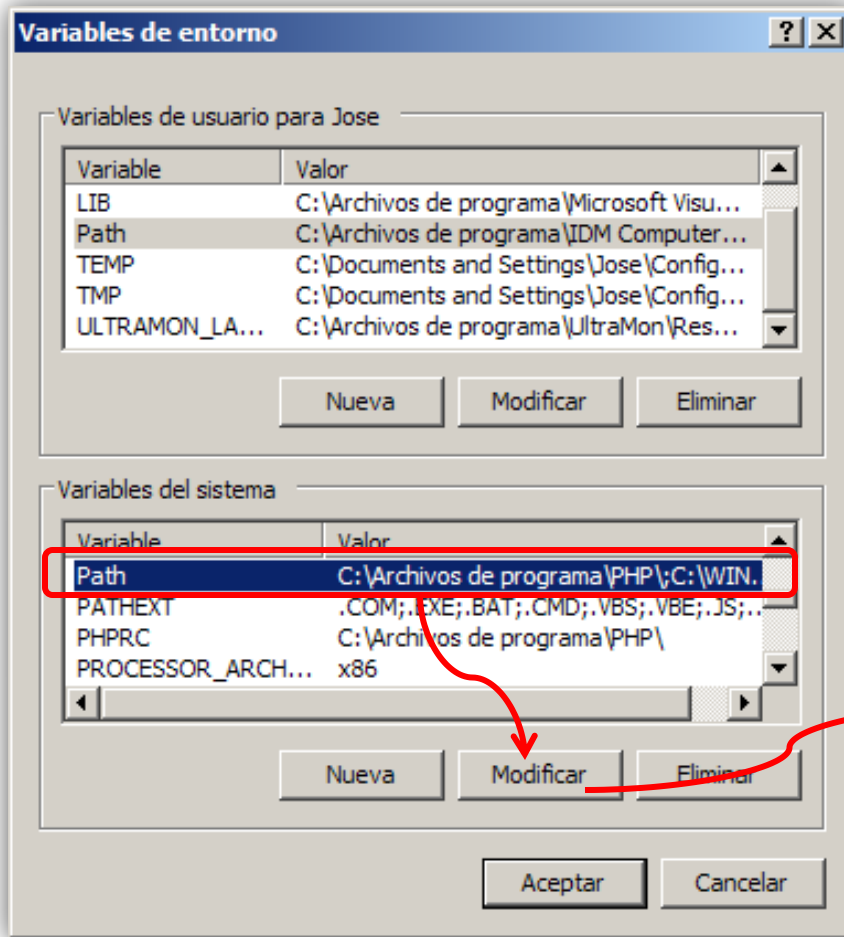 Variables de entorno
Variables de usuario para Jose
Variable Valor
LIB C:\Archivos de programa\Microsoft Visu...
Path C:\Archivos de programa\IDM Computer...
TEMP C:\Documents and Settings\Jose\Config...
TMP C:\Documents and Settings\Jose\Config...
ULTRAMON_LA... C:\Archivos de programa\UltraMon\Res...
Nueva Modificar Eliminar
Variables del sistema
Variable Valor
Path C:\Archivos de programa\PHP\;C:\WIN...
PATHEXT .COM;.EXE;.BAT;.CMD;.VBS;.VBE;.JS;...
PHPRC C:\Archivos de programa\PHP\
PROCESSOR_ARCH... x86
Nueva Modificar Eliminar
Aceptar Cancelar